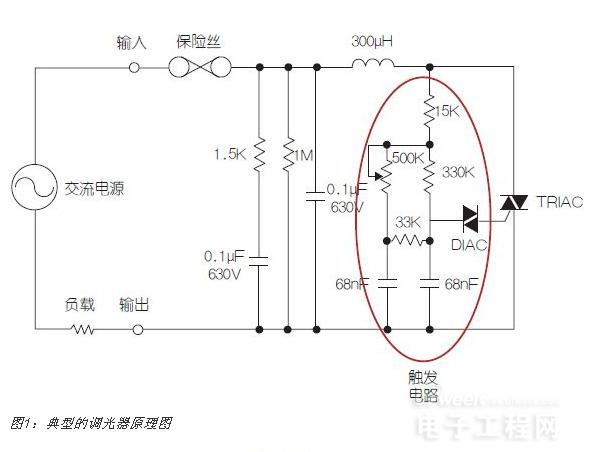 输入
保险丝
300μH
15K
1.5K
1M
500K
330K
交流电源
0.1μF
630V
TRIAC
33K
DIAC
0.1μF
630V
68nF
68nF
负载
输出
触发
电路
图1：典型的调光器原理图
电子工程网